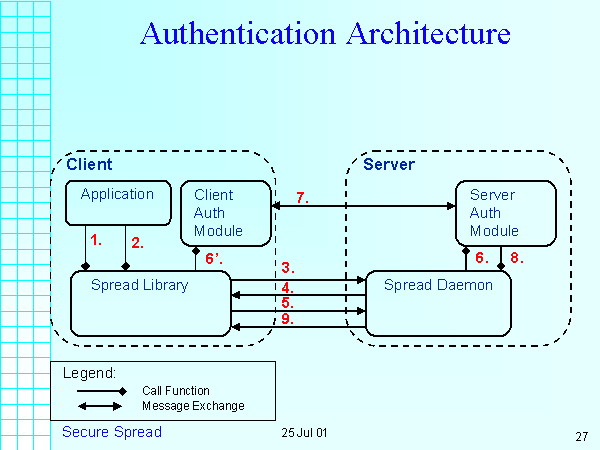 Authentication Architecture
Client
Server
Application
Client
Auth
Module
7.
Server
Auth
Module
1.
2.
6’.
6.
8.
3.
Spread Library
4.
Spread Daemon
5.
9.
Legend:
Call Function
Message Exchange
Secure Spread
25 Jul 01
27